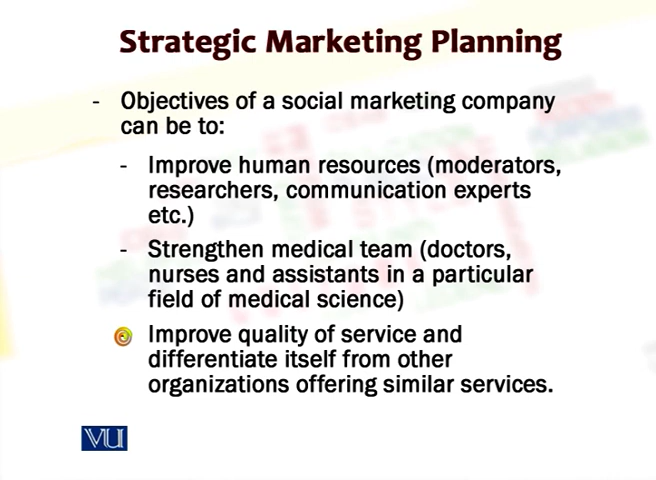 Strategic Marketing Planning
- Objectives of a social marketing company
can be to:
- Improve human resources (moderators,
researchers, communication experts
etc.)
- Strengthen medical team (doctors,
nurses and assistants in a particular
field of medical science)
Improve quality of service and
differentiate itself from other
organizations offering similar services.
VU